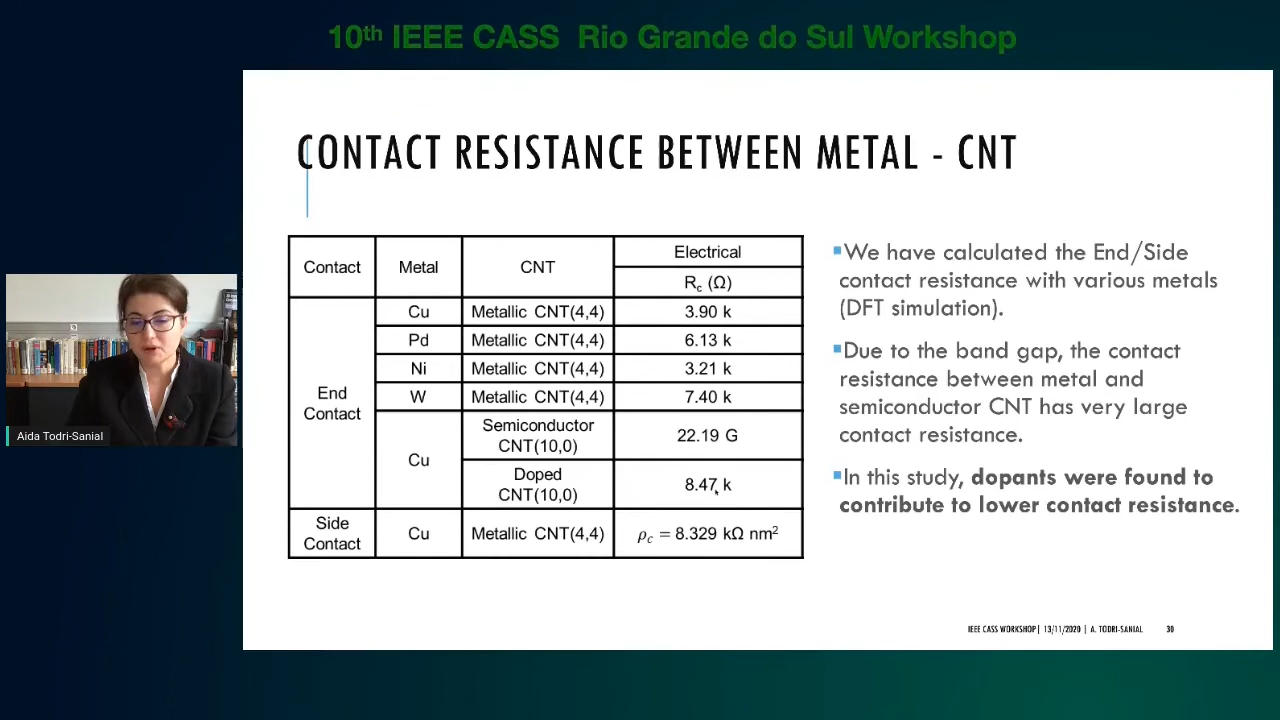 10th IEEE CASS Rio Grande do Sul Workshop
CONTACT RESISTANCE BETWEEN METAL - CNT
Contact Metal CNT Electrical
Rc (Ω)
End Contact Cu Metallic CNT(4,4) 3.90 k
Pd Metallic CNT(4,4) 6.13 k
Ni Metallic CNT(4,4) 3.21 k
W Metallic CNT(4,4) 7.40 k
Cu Semiconductor CNT(10,0) 22.19 G
Doped CNT(10,0) 8.47 k
Side Contact Cu Metallic CNT(4,4) ρc = 8.329 kΩ nm²
▪We have calculated the End/Side
contact resistance with various metals
(DFT simulation).
▪Due to the band gap, the contact
resistance between metal and
semiconductor CNT has very large
contact resistance.
▪In this study, dopants were found to
contribute to lower contact resistance.
Aida Todri-Sanial
IEEE CASS WORKSHOP| 13/11/2020 | A. TODRI-SANIAL 30